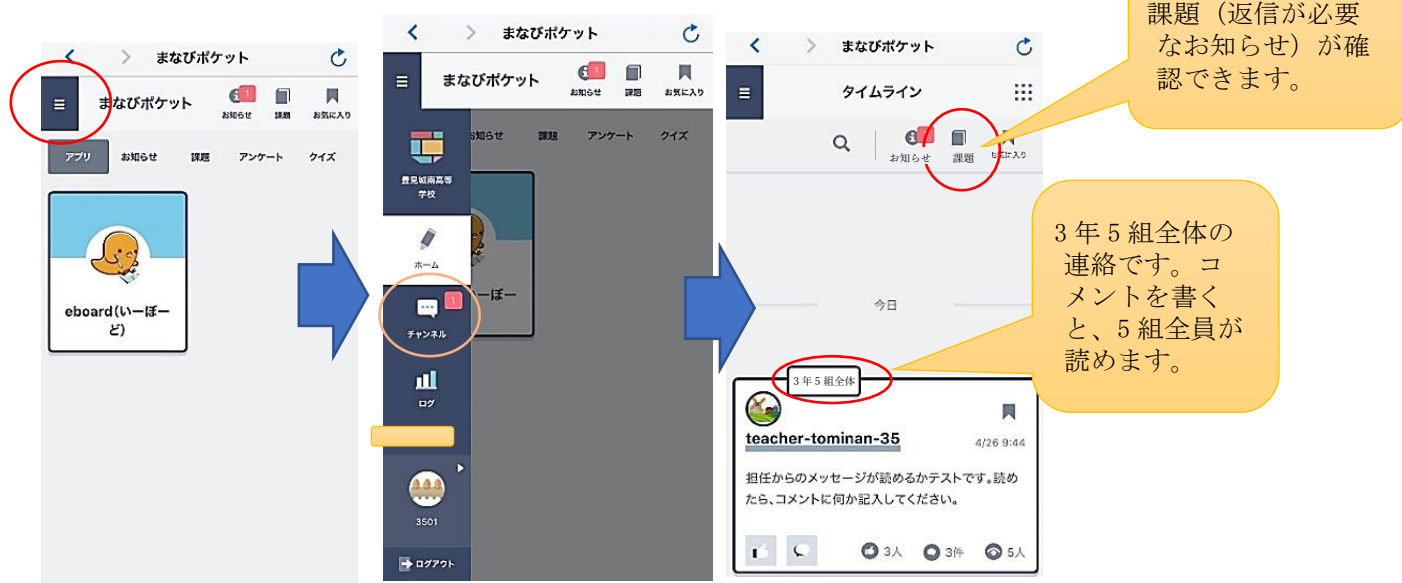 まなびポケット
まなびポケット
1
お知らせ
課題
お気に入り
アプリ
お知らせ
課題
アンケート
クイズ
eboard(いーぼー
ど)
まなびポケット
まなびポケット
1
お知らせ
課題
お気に入り
お知らせ
課題
アンケート
クイズ
豊見城南高等
学校
ホーム
いーぼー
1
チャンネル
ログ
3501
ログアウト
まなびポケット
タイムライン
お知らせ
課題
お気に入り
今日
3年5組全体
teacher-tominan-35
4/26 9:44
担任からのメッセージが読めるかテストです。読め
たら、コメントに何か記入してください。
3人
3件
5人
課題（返信が必要
なお知らせ）が確
認できます。
3年5組全体の
連絡です。コ
メントを書く
と、5組全員が
読めます。